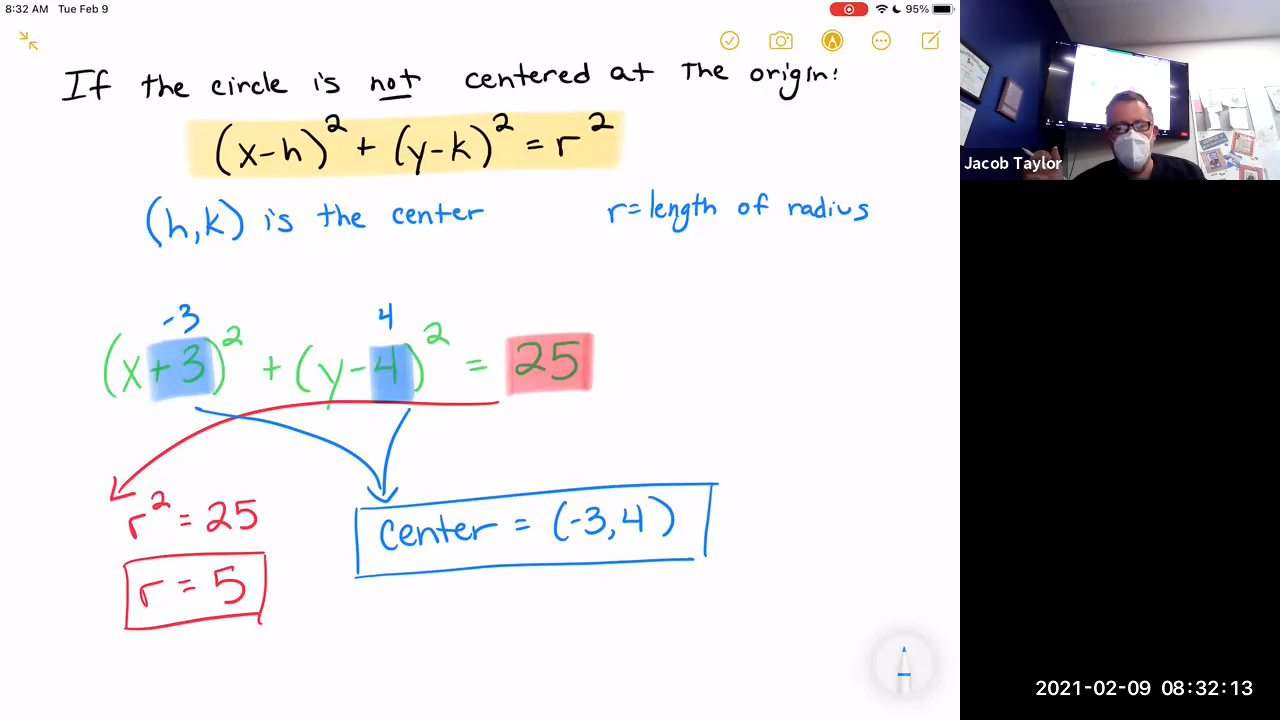 8:32 AM Tue Feb 9
95%
If the circle is not centered at the origin:
(x-h)² + (y-k)² = r²
(h,k) is the center
r = length of radius
-3
4
(x+3)² + (y-4)² = 25
r² = 25
r = 5
center = (-3,4)
Jacob Taylor
2021-02-09 08:32:13